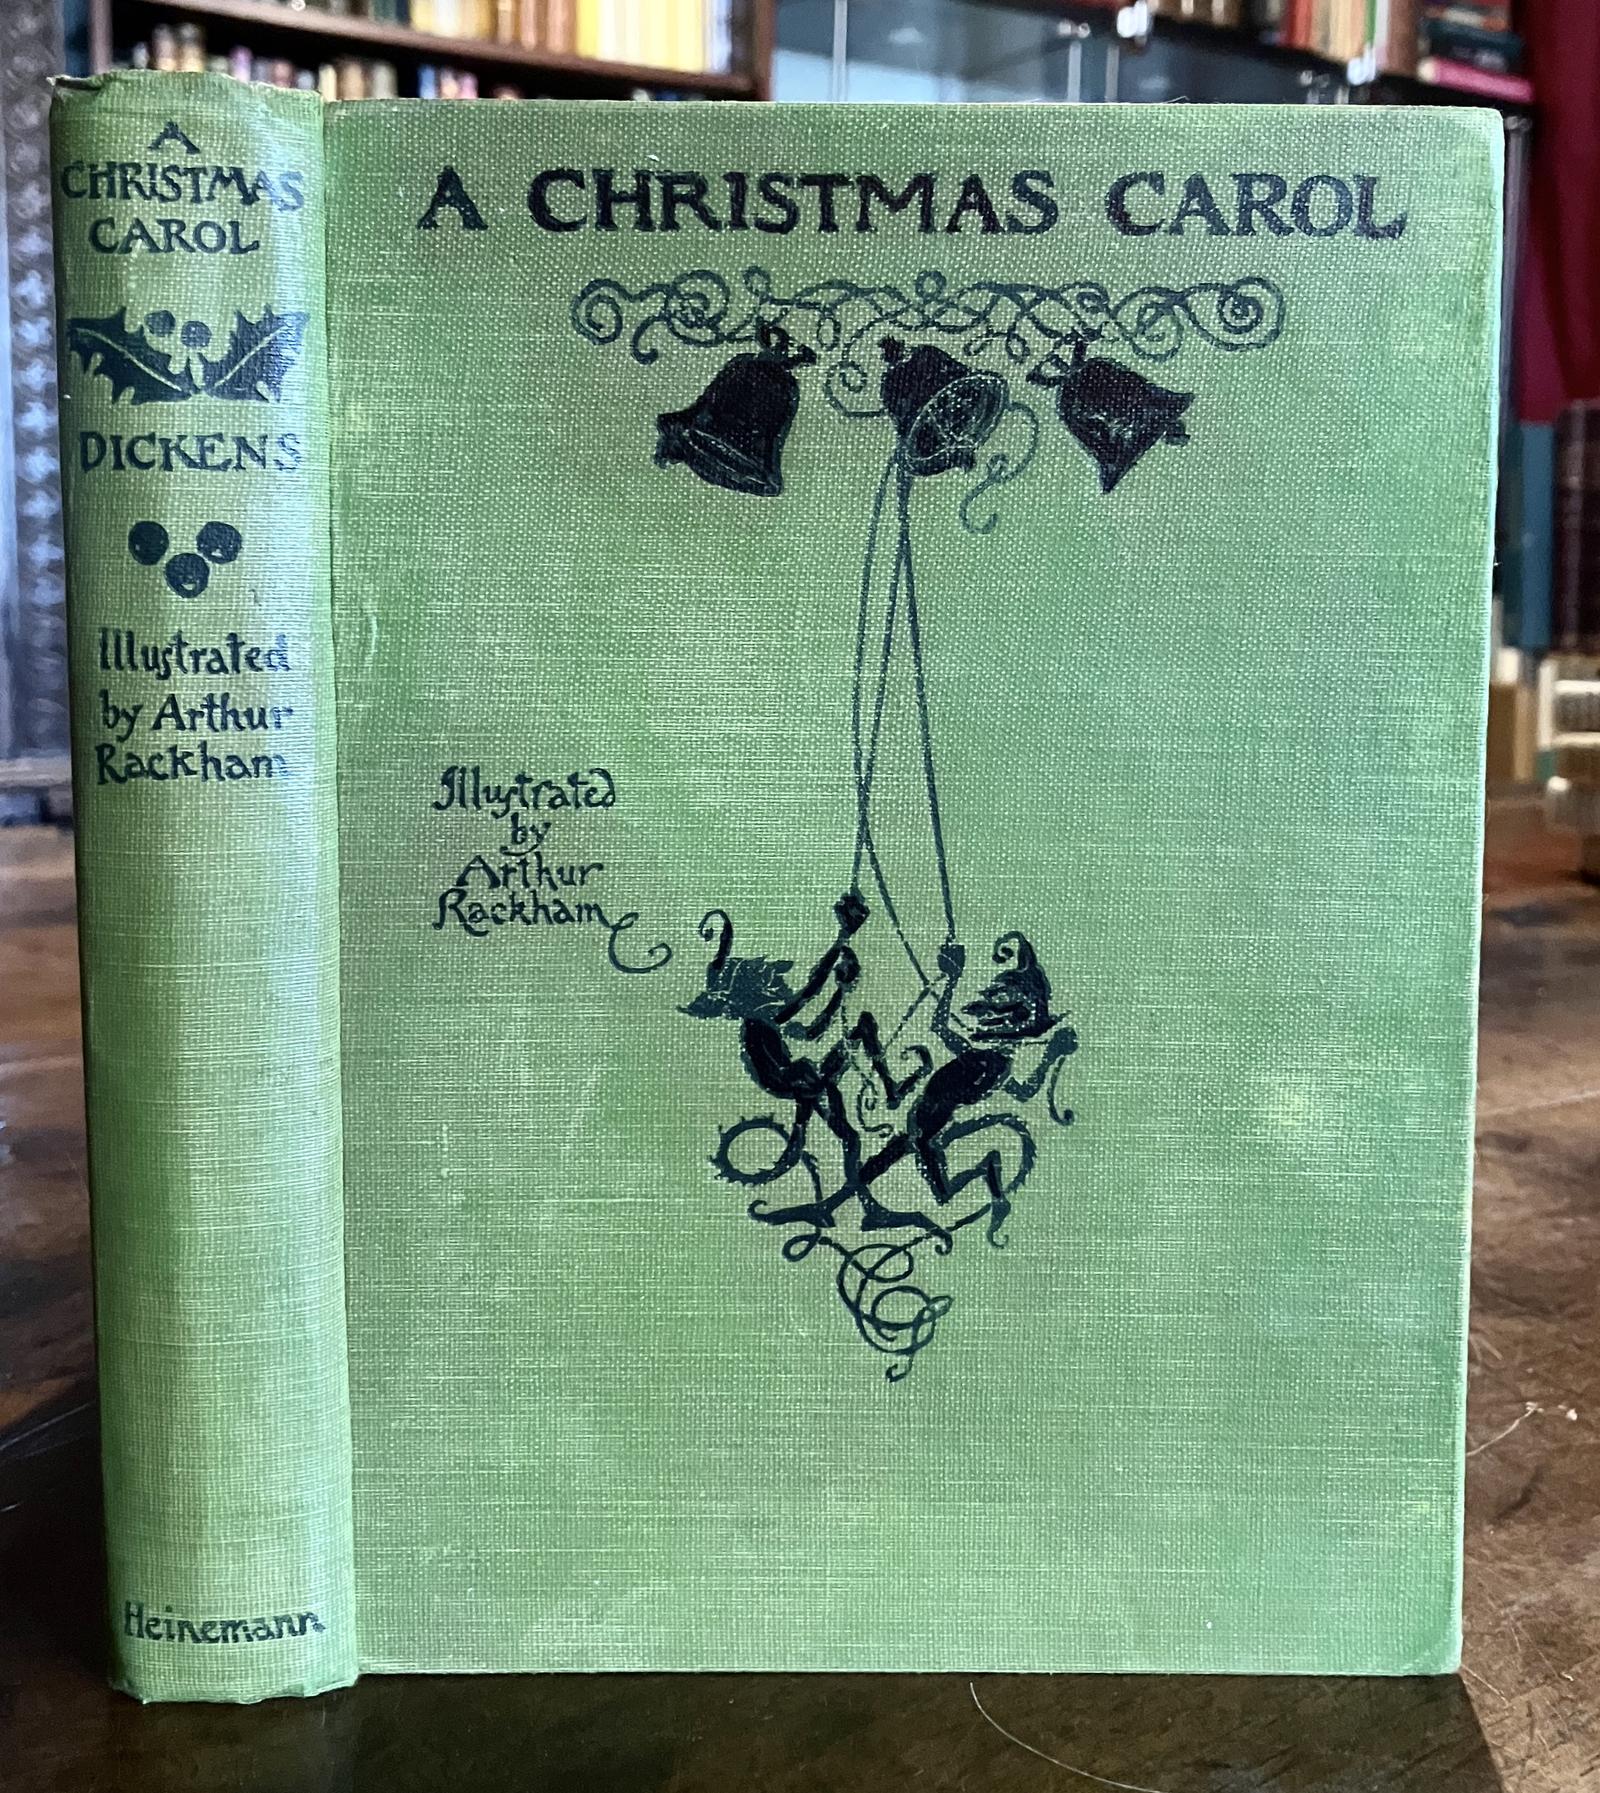 A
CHRISTMAS
CAROL
DICKENS
Illustrated
by Arthur
Rackham
Heinemann
A CHRISTMAS CAROL
Illustrated
by
Arthur
Rackham